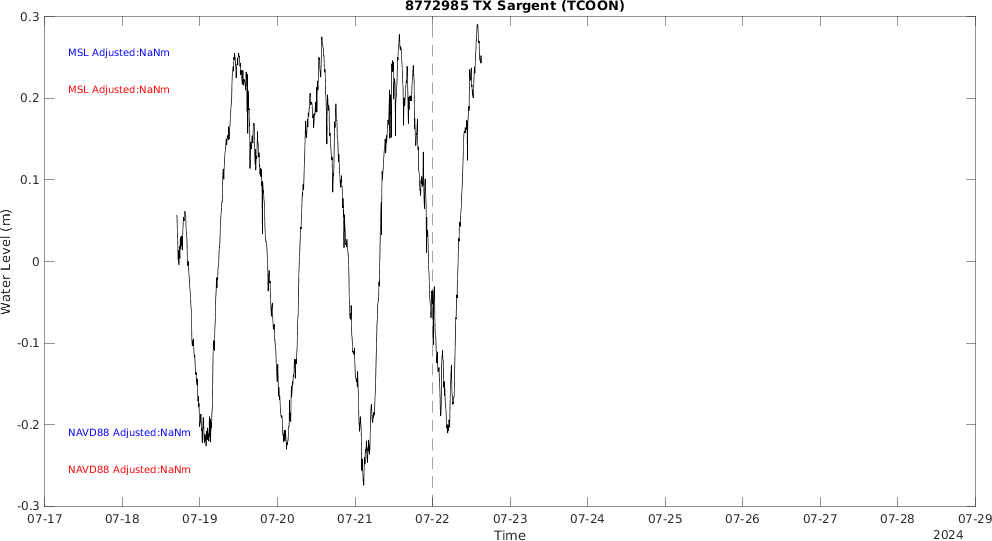 8772985 TX Sargent (TCOON)
0.3
MSL Adjusted:NaNm
MSL Adjusted:NaNm
0.2
0.1
Water Level (m)
0
-0.1
-0.2
NAVD88 Adjusted:NaNm
NAVD88 Adjusted:NaNm
-0.3
07-17 07-18 07-19 07-20 07-21 07-22 07-23 07-24 07-25 07-26 07-27 07-28 07-29
Time
2024